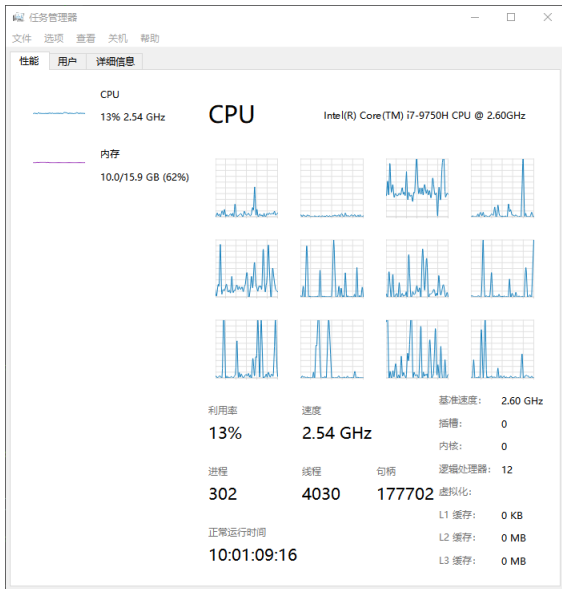 任务管理器
文件 选项 查看 关机 帮助
性能 用户 详细信息
CPU
13% 2.54 GHz
内存
10.0/15.9 GB (62%)
CPU
Intel(R) Core(TM) i7-9750H CPU @ 2.60GHz
利用率 速度
13% 2.54 GHz
进程 线程 句柄
302 4030 177702
正常运行时间
10:01:09:16
基准速度: 2.60 GHz
插槽: 0
内核: 0
逻辑处理器: 12
虚拟化:
L1 缓存: 0 KB
L2 缓存: 0 MB
L3 缓存: 0 MB